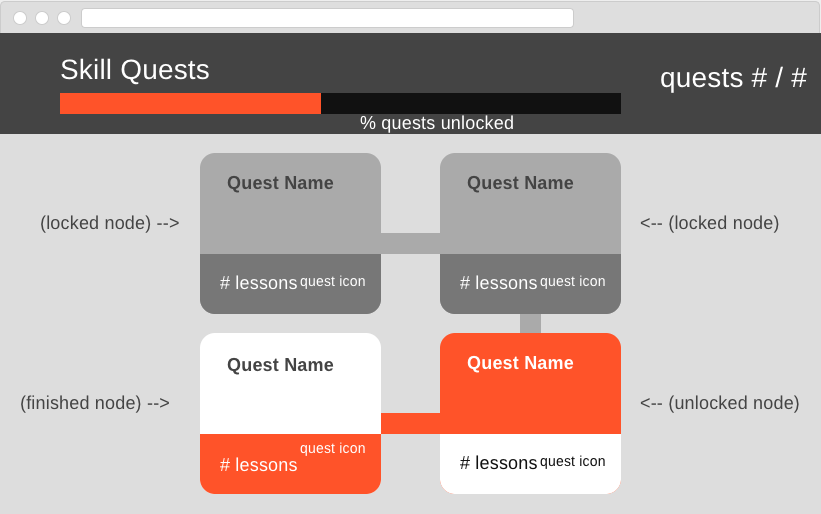 Skill Quests
quests # / #
% quests unlocked
Quest Name
Quest Name
(locked node) -->
<-- (locked node)
# lessons quest icon
# lessons quest icon
Quest Name
Quest Name
(finished node) -->
<-- (unlocked node)
quest icon
# lessons
# lessons quest icon